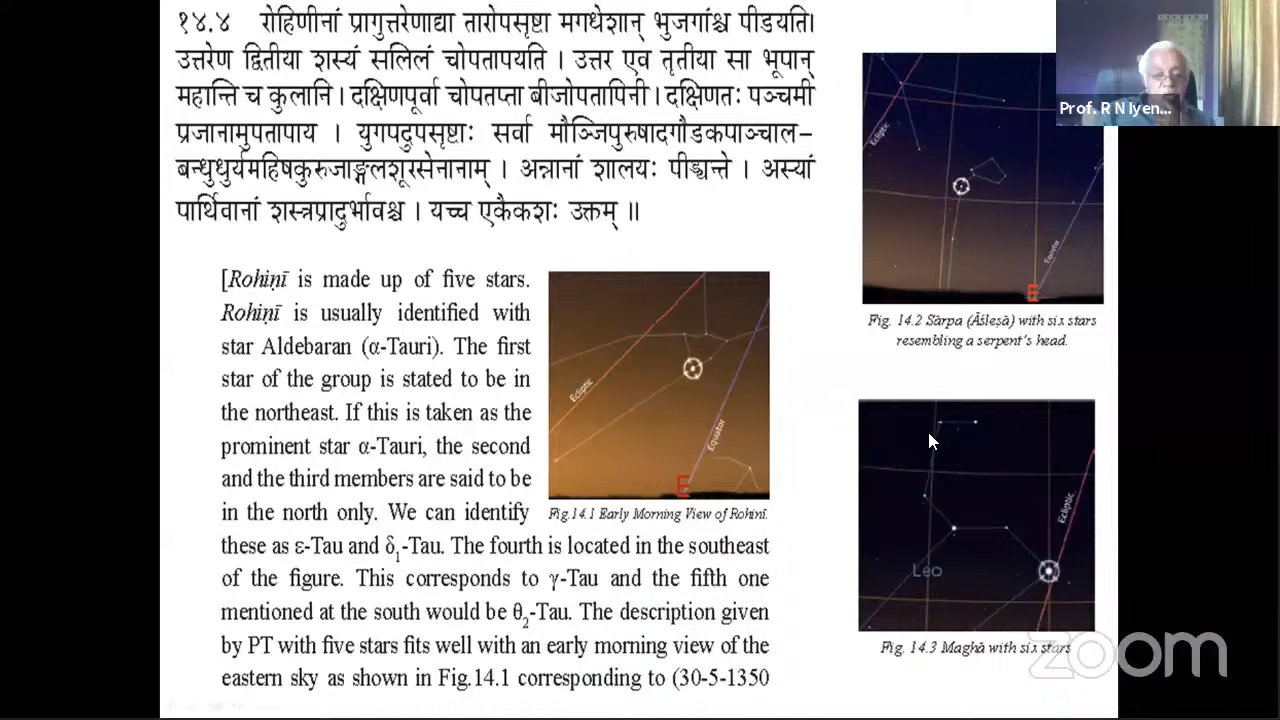 १४.४ रोहिणीनां प्रागुत्तरेणाद्या तारोपसृष्टा मगधेशान् भुजगांश्च पीडयति।
उत्तरेण द्वितीया शस्यं सलिलं चोपतापयति । उत्तर एव तृतीया सा भूपान्
महान्ति च कुलानि । दक्षिणपूर्वा चोपतप्ता बीजोपतापिनी । दक्षिणतः पञ्चमी
प्रजानामुपतापाय । युगपदुपसृष्टाः सर्वा मौञ्जिपुरुषादगौडकपाञ्चाल–
बन्धुधुर्यमहिषकुरुजाङ्गलशूरसेनानाम् । अन्नानां शालयः पीड्यन्ते । अस्यां
पार्थिवानां शस्त्रप्रादुर्भावश्च । यच्च एकैकशः उक्तम् ॥
[Rohiṇī is made up of five stars.
Rohiṇī is usually identified with
star Aldebaran (α-Tauri). The first
star of the group is stated to be in
the northeast. If this is taken as the
prominent star α-Tauri, the second
and the third members are said to be
in the north only. We can identify
these as ε-Tau and δ₁-Tau. The fourth is located in the southeast
of the figure. This corresponds to γ-Tau and the fifth one
mentioned at the south would be θ₂-Tau. The description given
by PT with five stars fits well with an early morning view of the
eastern sky as shown in Fig.14.1 corresponding to (30-5-1350
Ecliptic
Equator
E
Fig.14.1 Early Morning View of Rohiṇī.
Ecliptic
Equator
E
Fig. 14.2 Sārpa (Āśleṣā) with six stars
resembling a serpent's head.
Ecliptic
Leo
Fig. 14.3 Maghā with six stars
Prof. R N Iyen...
zoom